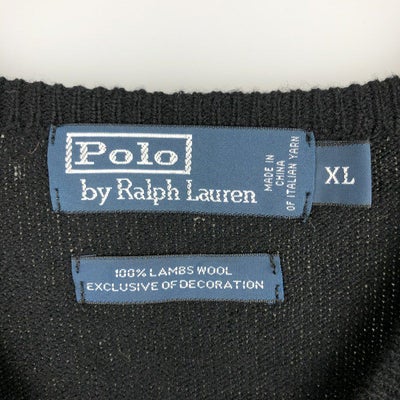 Polo
by Ralph Lauren
MADE IN
CHINA
OF ITALIAN YARN
XL
100% LAMBS WOOL
EXCLUSIVE OF DECORATION